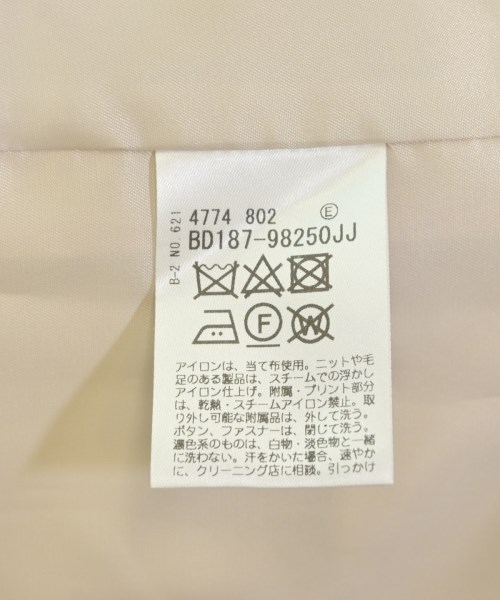 4774 802 Ⓔ
BD187-98250JJ
B-2 NO 621
F
W
アイロンは、当て布使用。ニットや毛
足のある製品は、スチームでの浮かし
アイロン仕上げ。附属・プリント部分
は、乾熱・スチームアイロン禁止。取
り外し可能な附属品は、外して洗う。
ボタン、ファスナーは、閉じて洗う。
濃色系のものは、白物・淡色物と一緒
に洗わない。汗をかいた場合、速やか
に、クリーニング店に相談。引っかけ